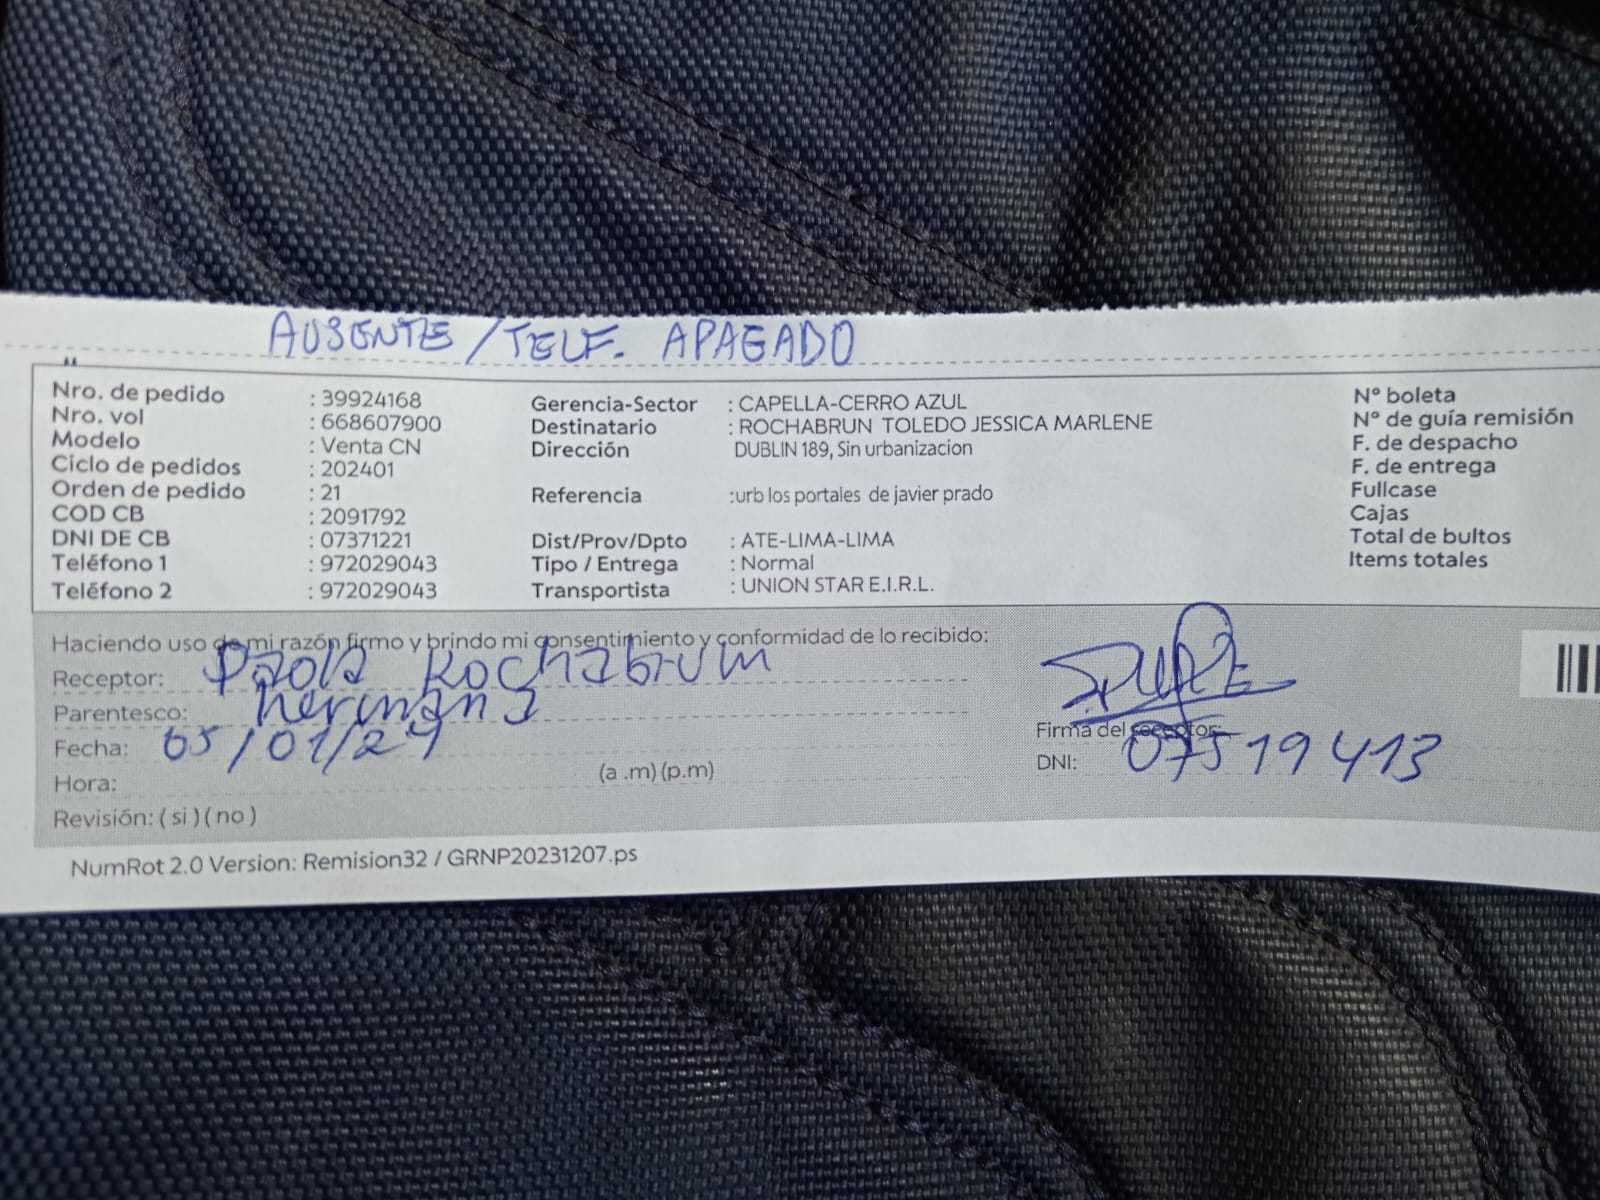 AUSENTE / TELF. APAGADO
Nro. de pedido : 39924168
Nro. vol : 668607900
Modelo : Venta CN
Ciclo de pedidos : 202401
Orden de pedido : 21
COD CB : 2091792
DNI DE CB : 07371221
Teléfono 1 : 972029043
Teléfono 2 : 972029043
Gerencia-Sector : CAPELLA-CERRO AZUL
Destinatario : ROCHABRUN TOLEDO JESSICA MARLENE
Dirección DUBLIN 189, Sin urbanizacion
Referencia :urb los portales de javier prado
Dist/Prov/Dpto : ATE-LIMA-LIMA
Tipo / Entrega : Normal
Transportista : UNION STAR E.I.R.L.
N° boleta
N° de guía remisión
F. de despacho
F. de entrega
Fullcase
Cajas
Total de bultos
Items totales
Haciendo uso de mi razón firmo y brindo mi consentimiento y conformidad de lo recibido:
Receptor: Paola Rochabrum
Parentesco: hermana
Fecha: 05/01/24
Hora: (a .m) (p.m)
Revisión: ( si ) ( no )
Firma del receptor
DNI: 07519413
NumRot 2.0 Version: Remision32 / GRNP20231207.ps